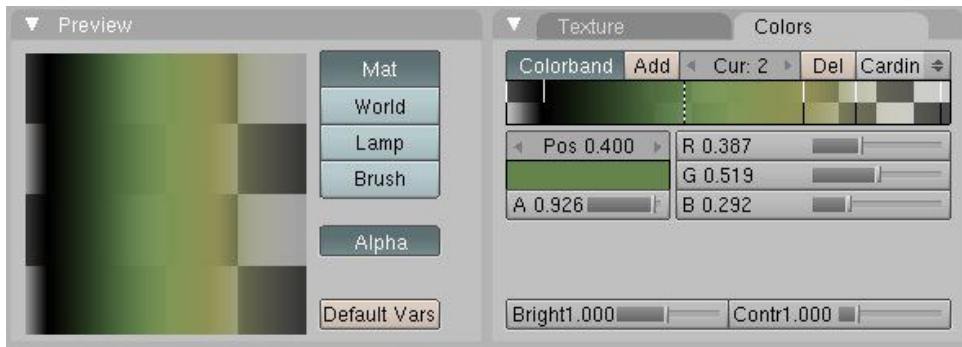 Preview
Mat
World
Lamp
Brush
Alpha
Default Vars
Texture Colors
Colorband Add Cur: 2 Del Cardin
Pos 0.400 R 0.387
G 0.519
A 0.926 B 0.292
Bright1.000 Contr1.000